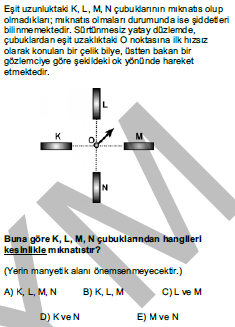 Eşit uzunluktaki K, L, M, N çubuklarının mıknatıs olup
olmadıkları; mıknatıs olmaları durumunda ise şiddetleri
bilinmemektedir. Sürtünmesiz yatay düzlemde,
çubuklardan eşit uzaklıktaki O noktasına ilk hızsız
olarak konulan bir çelik bilye, üstten bakan bir
gözlemciye göre şekildeki ok yönünde hareket
etmektedir.
L
K
O
M
N
Buna göre K, L, M, N çubuklarından hangileri
kesinlikle mıknatıstır?
(Yerin manyetik alanı önemsenmeyecektir.)
A) K, L, M, N B) K, L, M C) L ve M
D) K ve N E) M ve N